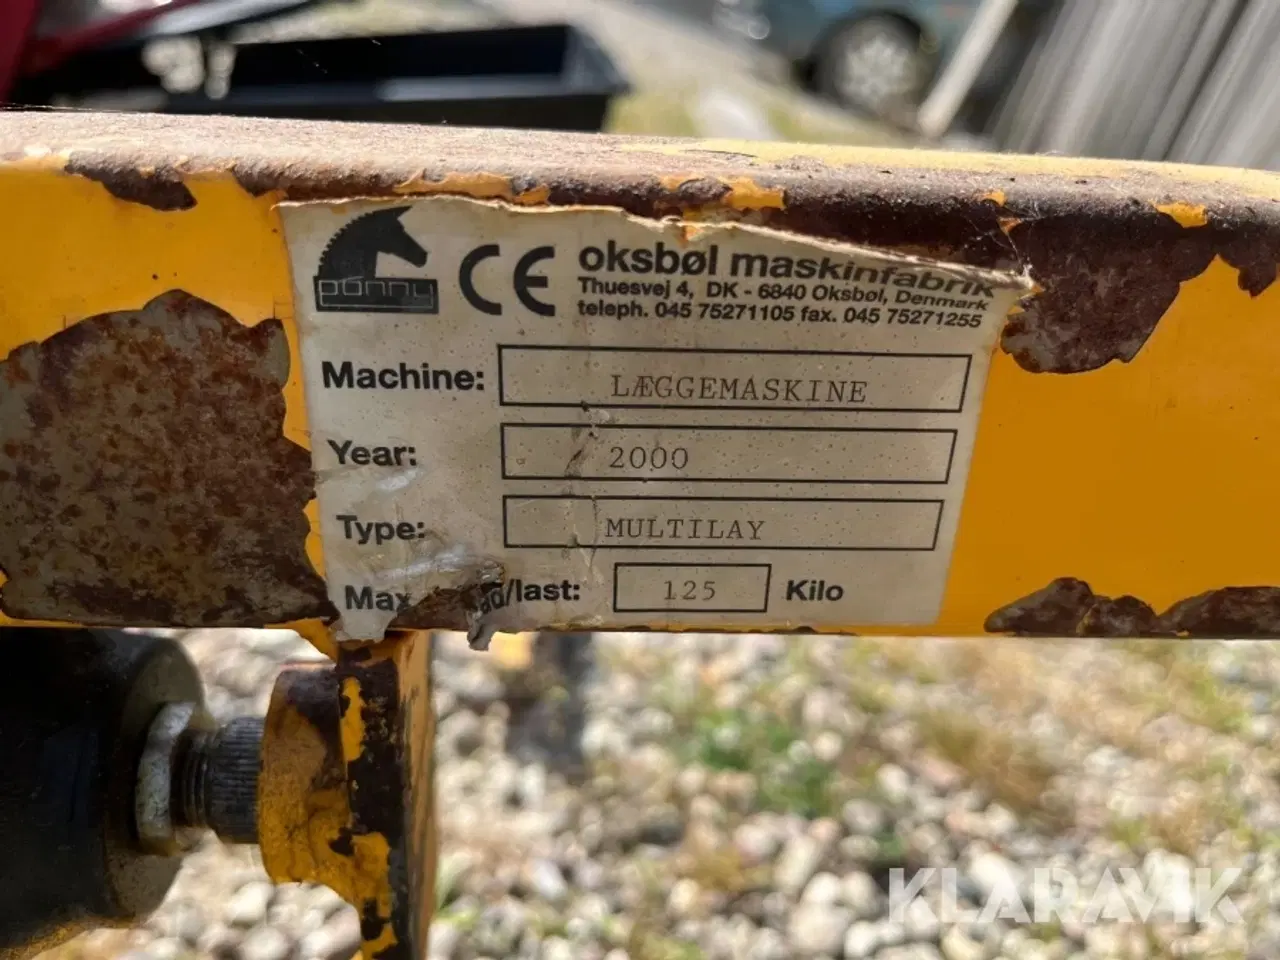 pónny
CE
oksbøl maskinfabrik
Thuesvej 4, DK - 6840 Oksbøl, Denmark
teleph. 045 75271105 fax. 045 75271255
Machine: LÆGGEMASKINE
Year: 2000
Type: MULTILAY
Max /last: 125 Kilo
KLARAVIK